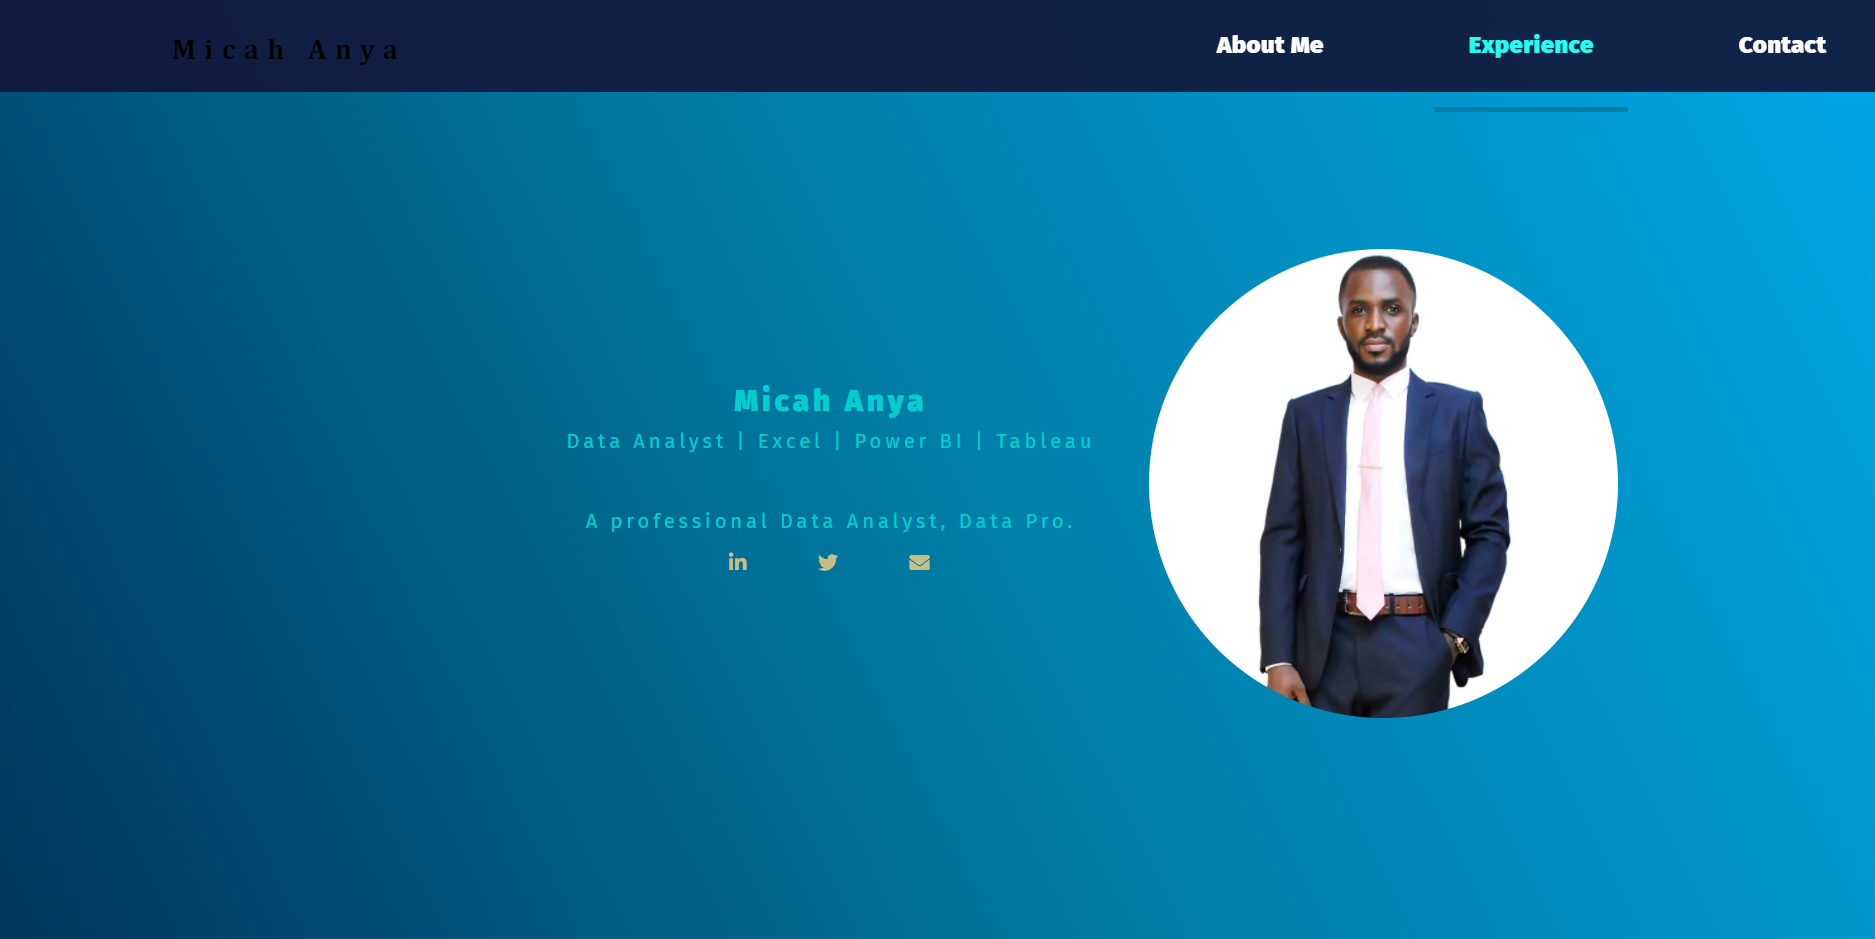 Micah Anya
About Me
Experience
Contact
Micah Anya
Data Analyst | Excel | Power BI | Tableau
A professional Data Analyst, Data Pro.
in